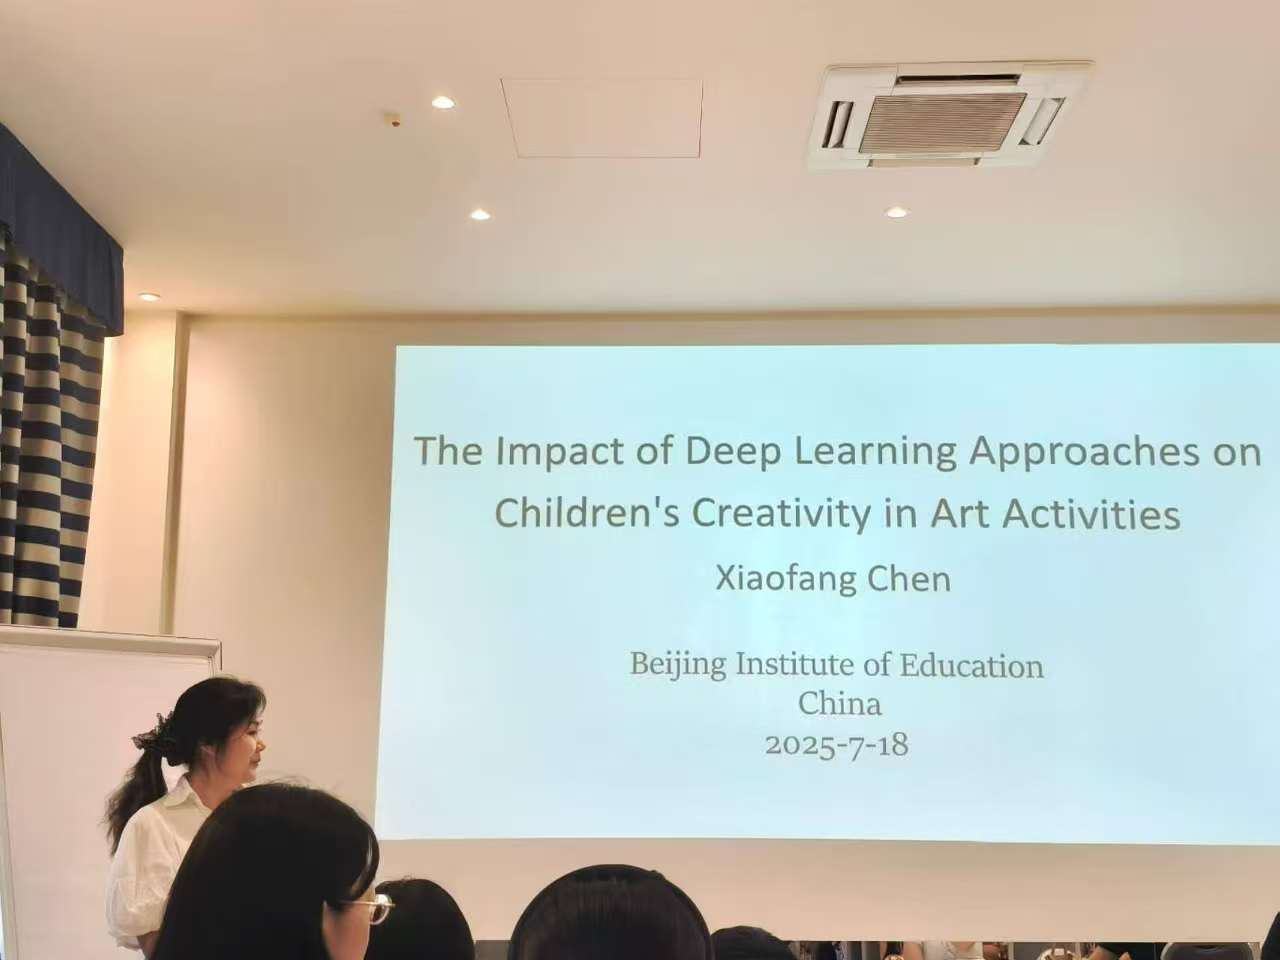 The Impact of Deep Learning Approaches on
Children's Creativity in Art Activities
Xiaofang Chen
Beijing Institute of Education
China
2025-7-18